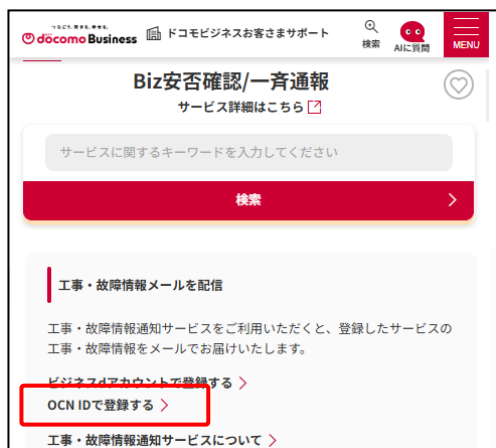 つなごう。驚きを。幸せを。
döcomo Business ドコモビジネスお客さまサポート
検索 AIに質問 MENU
Biz安否確認/一斉通報
サービス詳細はこちら
サービスに関するキーワードを入力してください
検索
工事・故障情報メールを配信
工事・故障情報通知サービスをご利用いただくと、登録したサービスの
工事・故障情報をメールでお届けいたします。
ビジネスdアカウントで登録する
OCN IDで登録する
工事・故障情報通知サービスについて